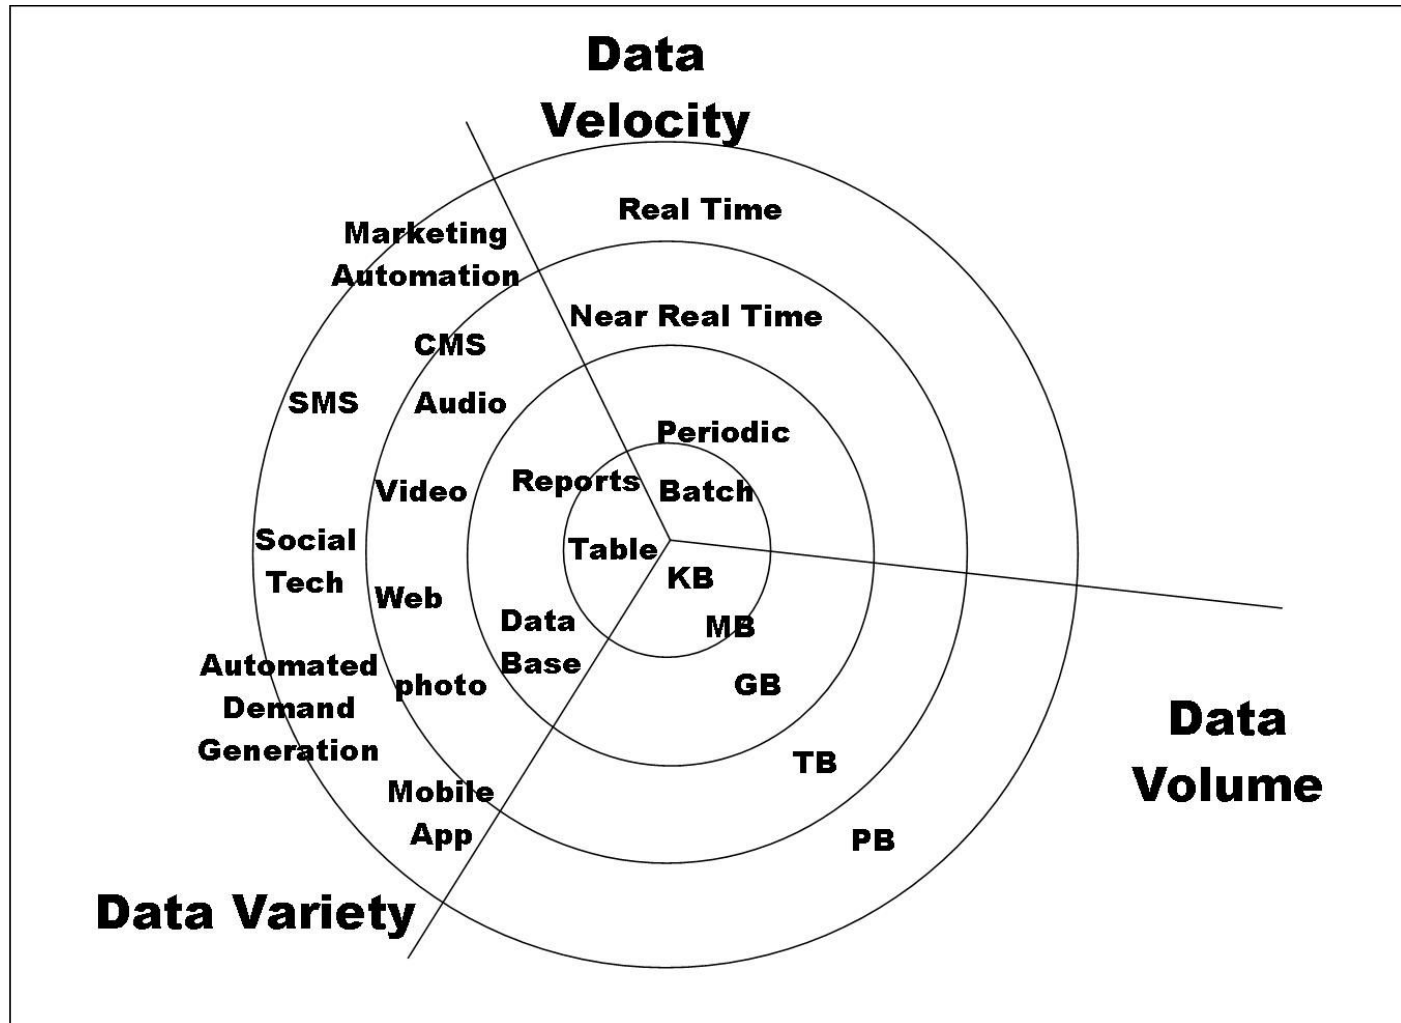 Data
Velocity
Real Time
Near Real Time
Periodic
Batch
Marketing
Automation
CMS
SMS
Audio
Reports
Video
Table
Social
Tech
Web
Data
Base
Automated
Demand
Generation
photo
Mobile
App
Data Variety
KB
MB
GB
TB
PB
Data
Volume